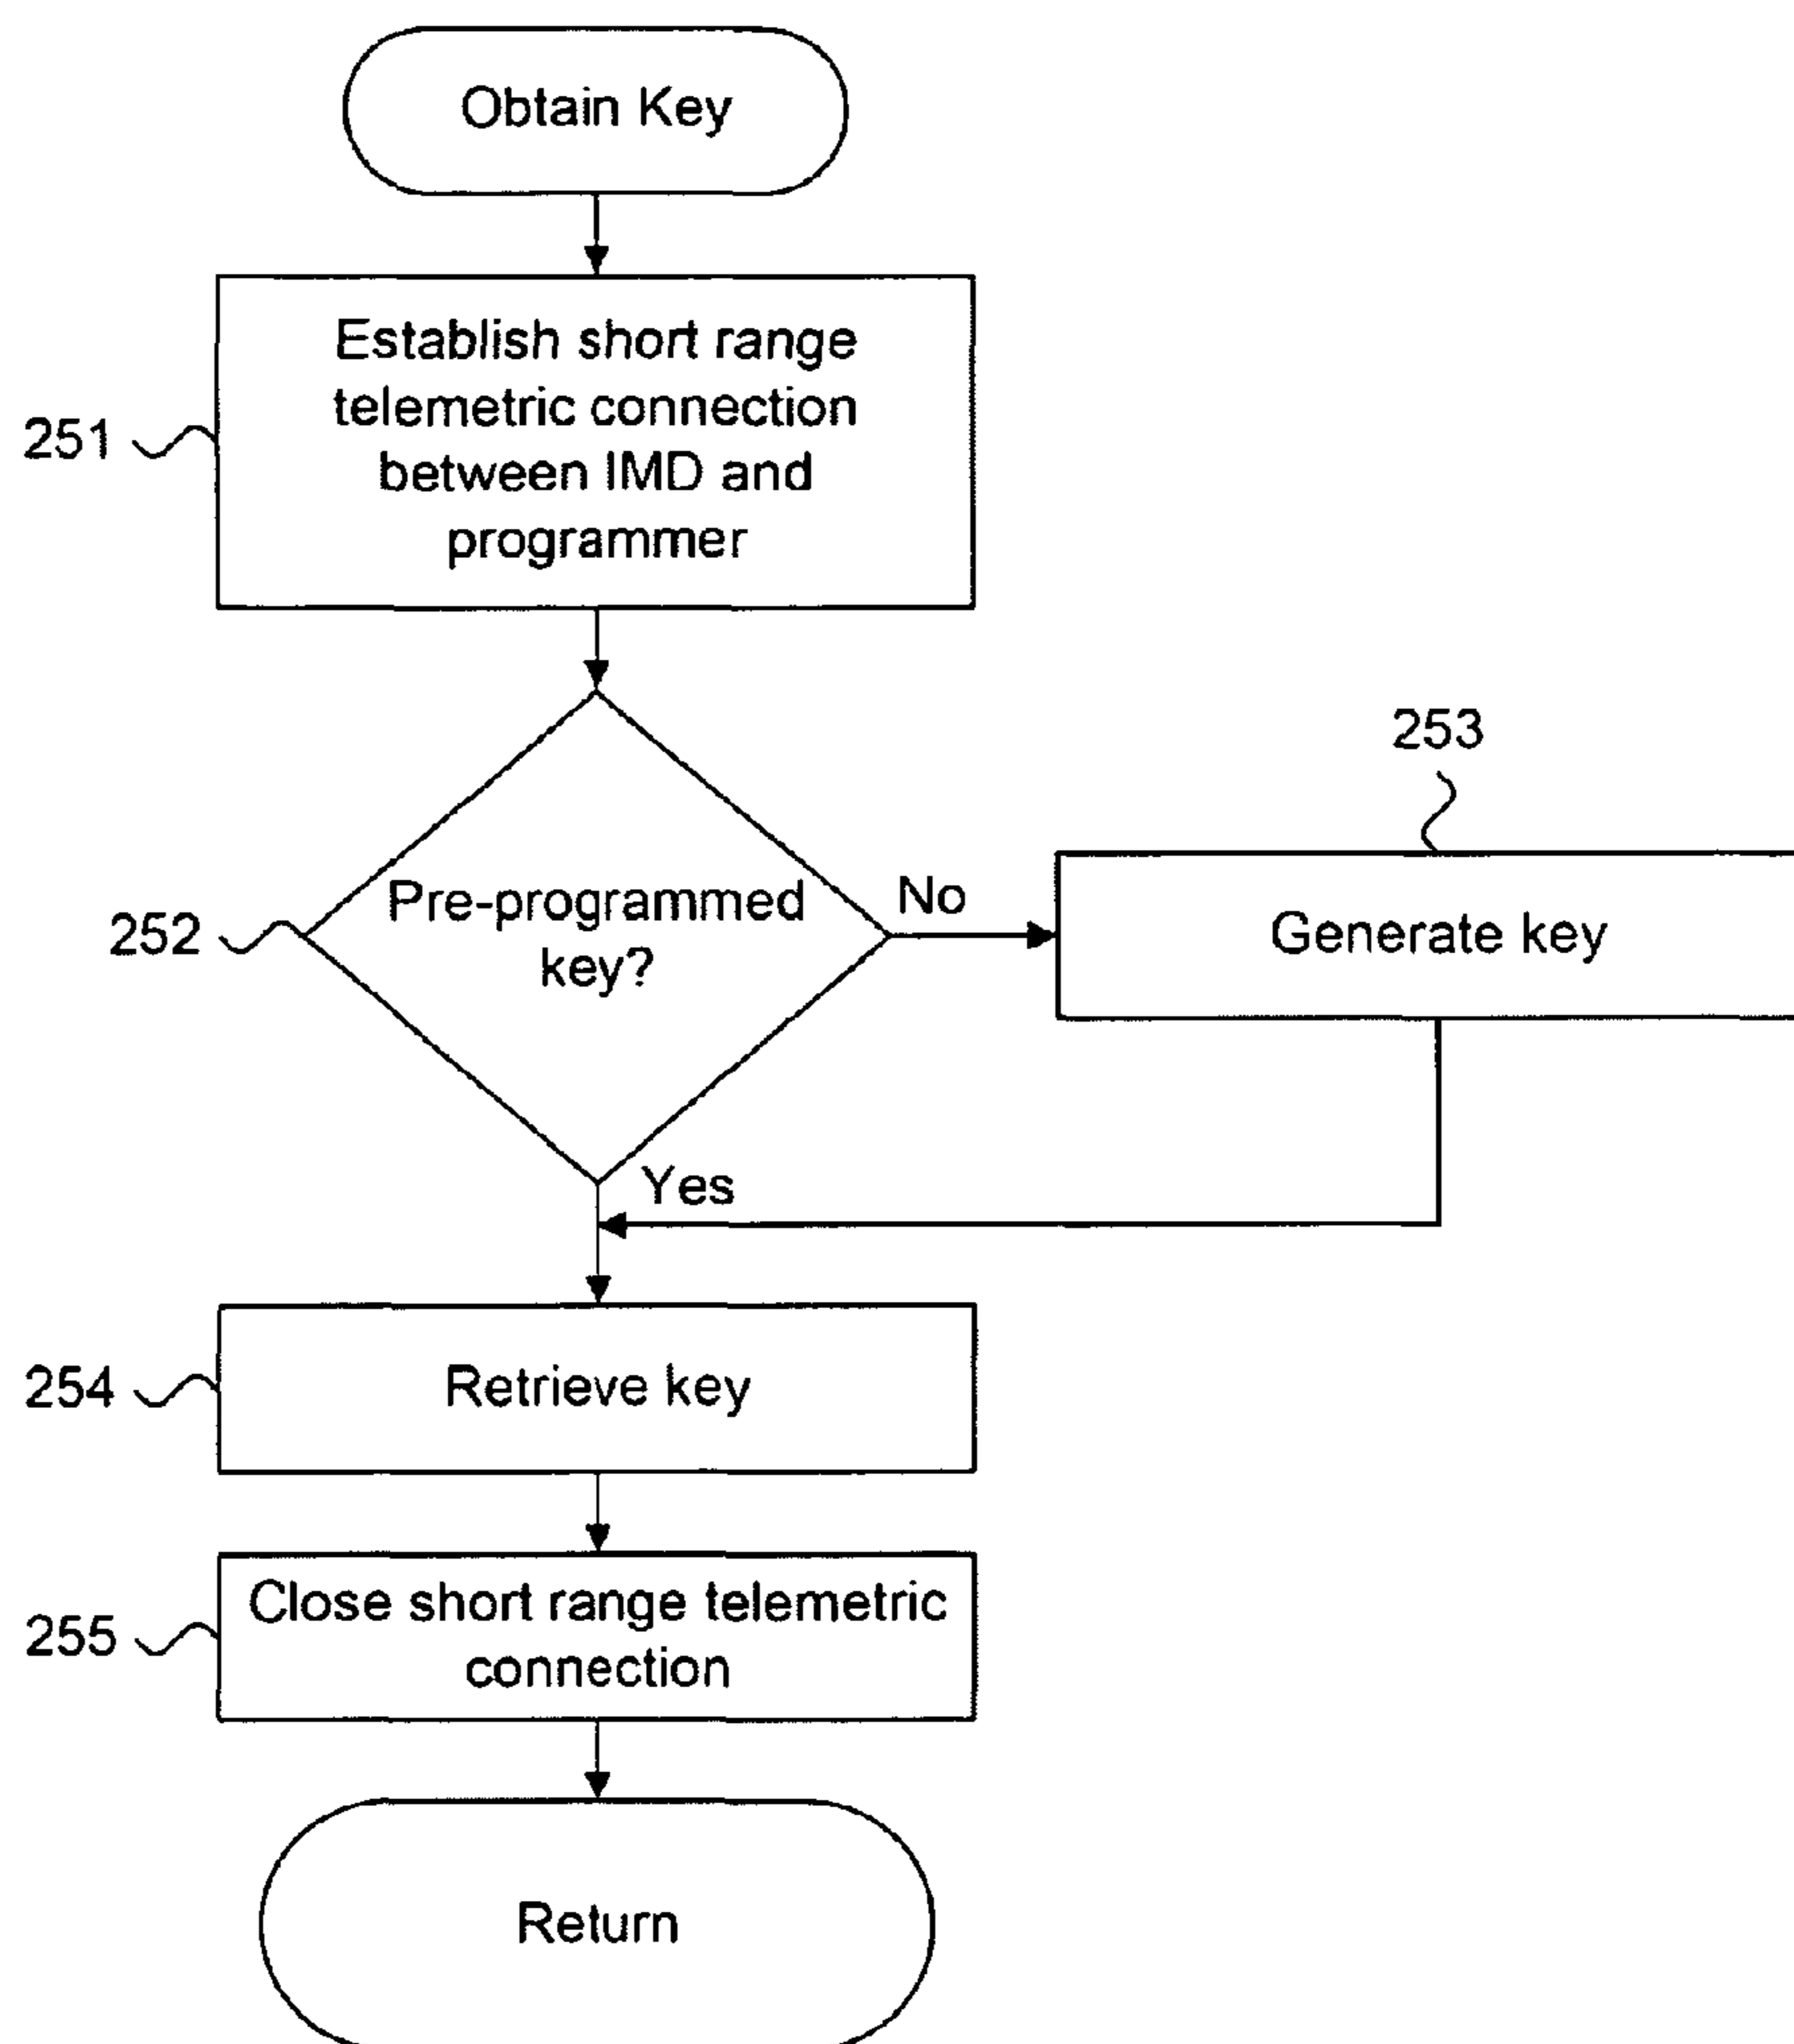 Obtain Key
Establish short range
telemetric connection
between IMD and
programmer
251
Pre-programmed
key?
252
No
253
Generate key
Yes
Retrieve key
254
Close short range telemetric
connection
255
Return